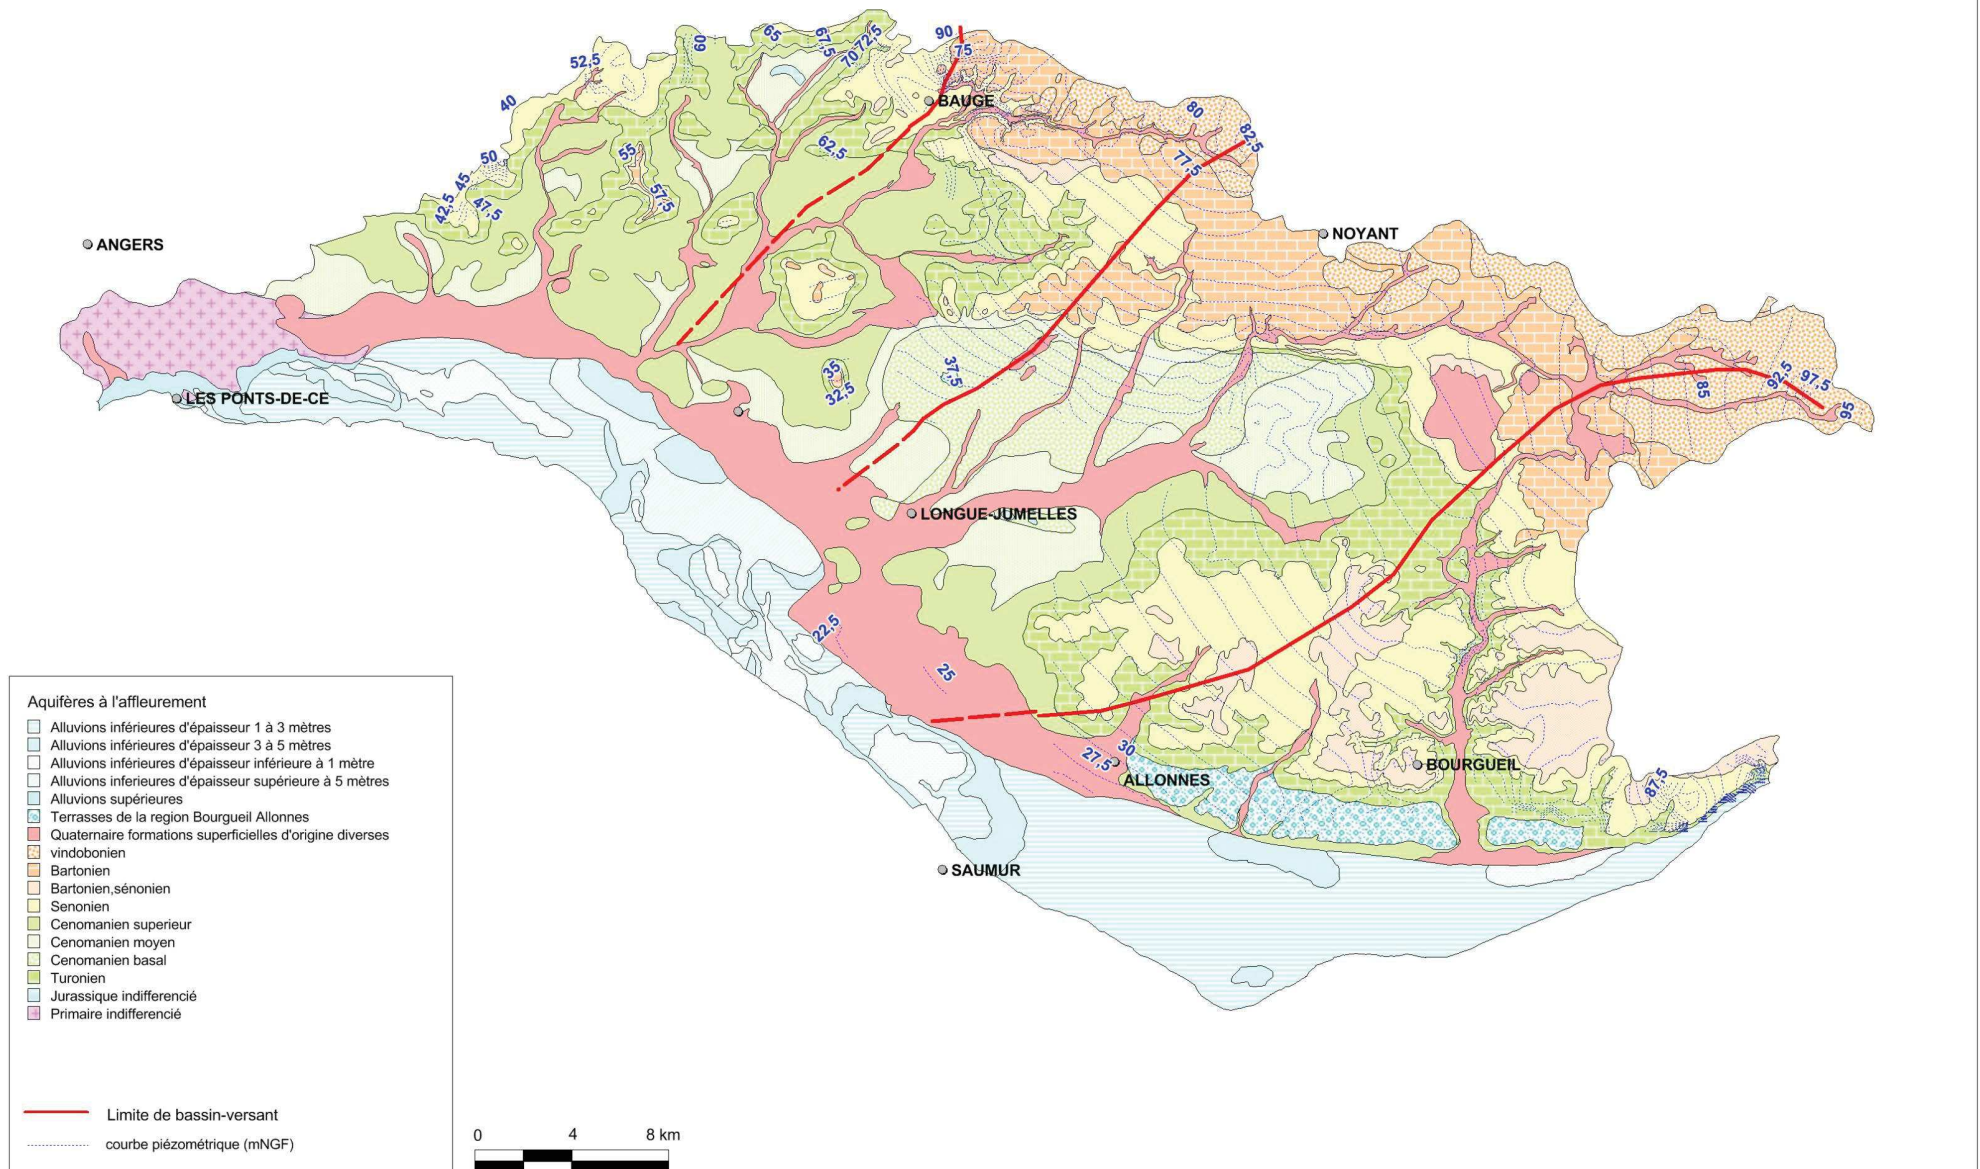 90
65
67,5
72,5
60
75
70
52,5
BAUGE
40
80
82,5
62,5
55
50
77,5
45
57,5
42,5
47,5
NOYANT
ANGERS
35
37,5
32,5
92,5
97,5
85
95
LES PONTS-DE-CE
LONGUE-JUMELLES
22,5
25
30
27,5
ALLONNES
BOURGUEIL
87,5
SAUMUR
Aquifères à l'affleurement
Alluvions inférieures d'épaisseur 1 à 3 mètres
Alluvions inférieures d'épaisseur 3 à 5 mètres
Alluvions inférieures d'épaisseur inférieure à 1 mètre
Alluvions inferieures d'épaisseur supérieure à 5 mètres
Alluvions supérieures
Terrasses de la region Bourgueil Allonnes
Quaternaire formations superficielles d'origine diverses
vindobonien
Bartonien
Bartonien,sénonien
Senonien
Cenomanien superieur
Cenomanien moyen
Cenomanien basal
Turonien
Jurassique indifferencié
Primaire indifferencié
Limite de bassin-versant
courbe piézométrique (mNGF)
0 4 8 km